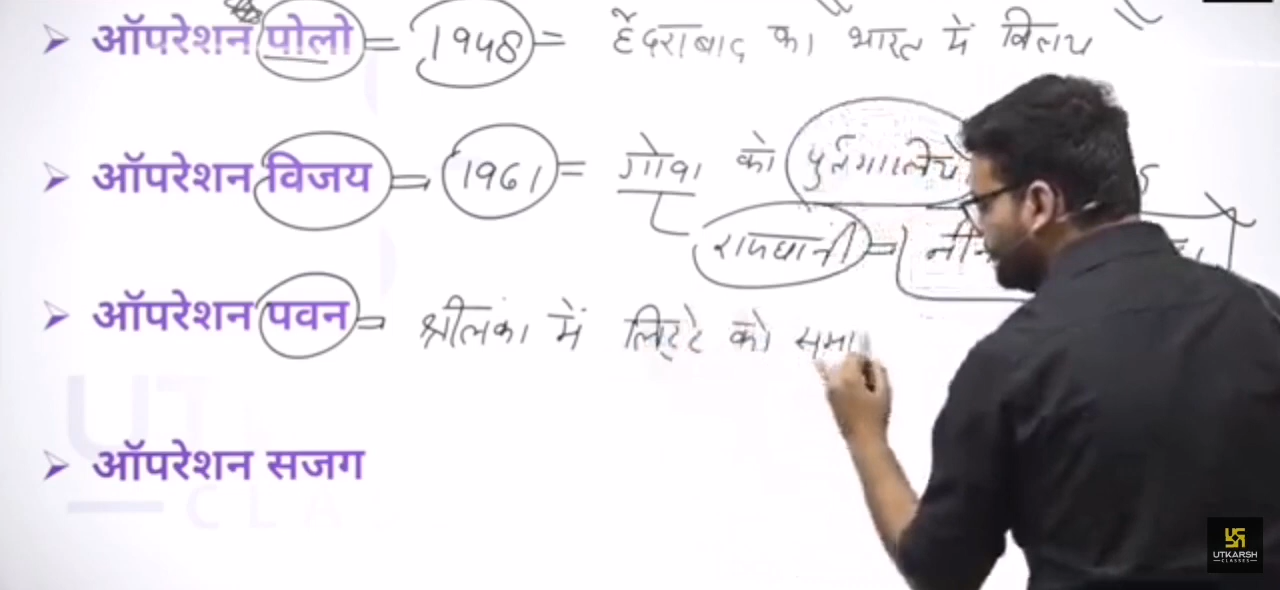 ➢ ऑपरेशन पोलो = 1948 = हैदराबाद का भारत में विलय
➢ ऑपरेशन विजय = 1961 = गोवा को पुर्तगालियो
राजधानी =
➢ ऑपरेशन पवन = श्रीलंका में लिट्टे को समा
➢ ऑपरेशन सजग
UTKARSH
CLASSES